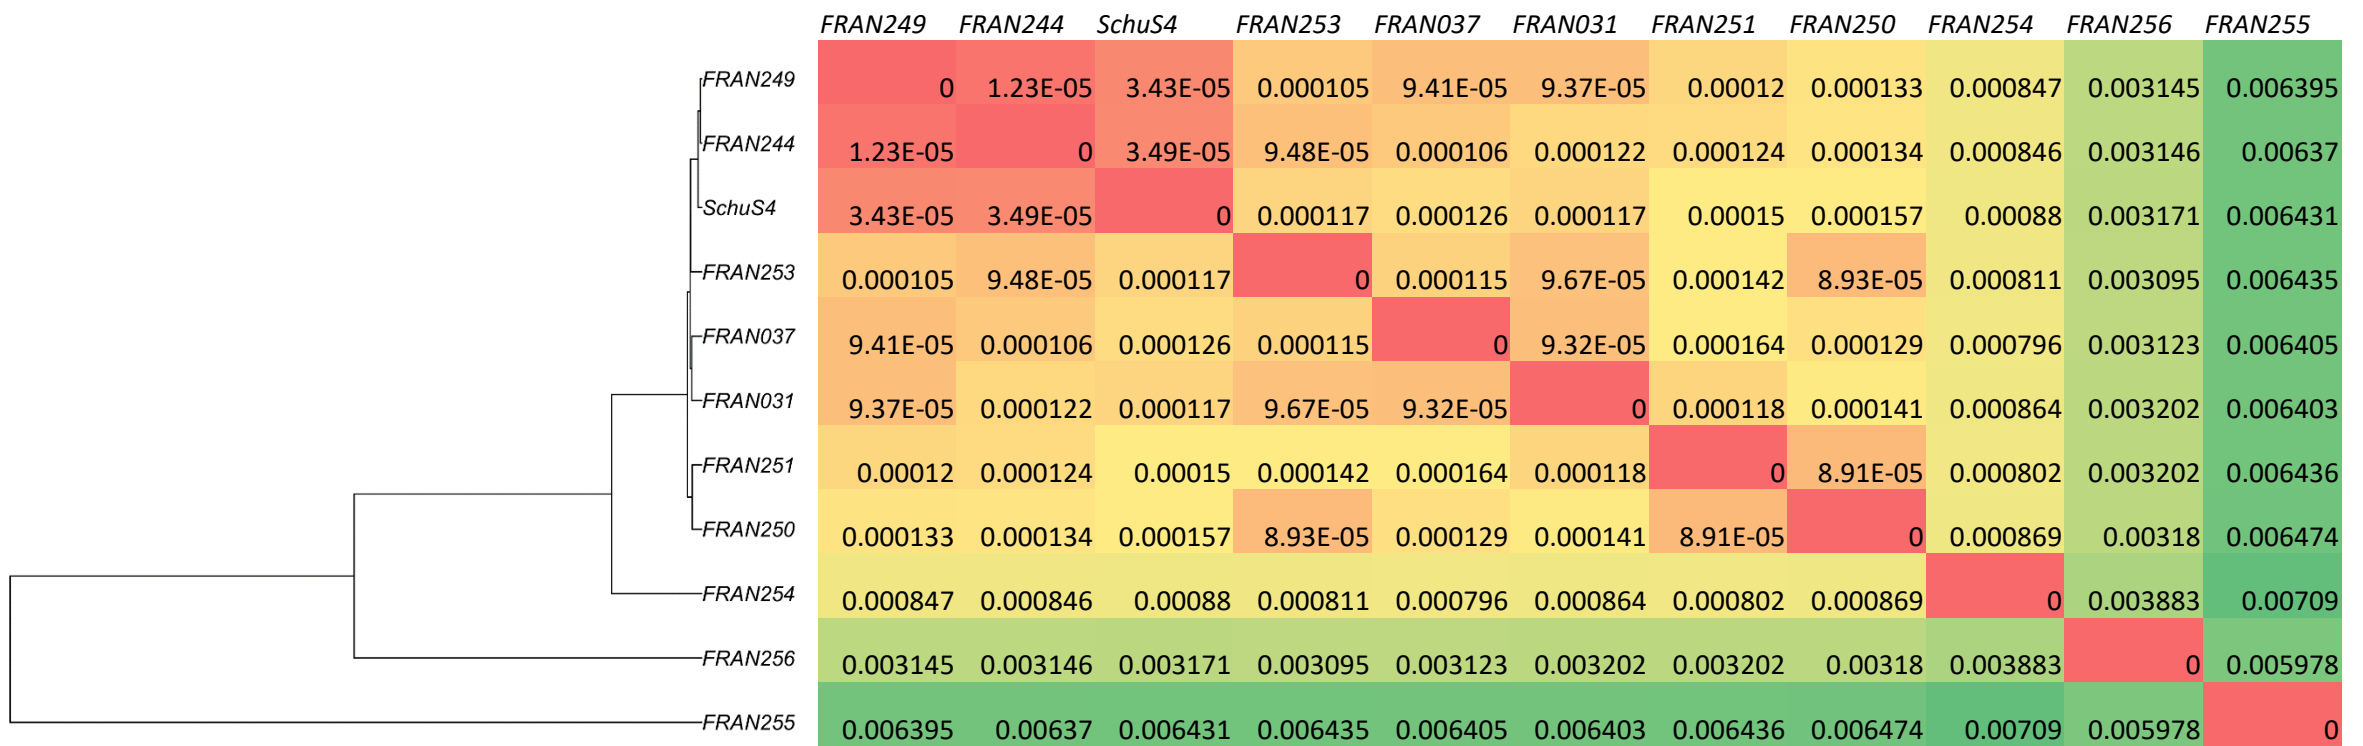 FRAN249 FRAN244 SchuS4 FRAN253 FRAN037 FRAN031 FRAN251 FRAN250 FRAN254 FRAN256 FRAN255
FRAN249 0 1.23E-05 3.43E-05 0.000105 9.41E-05 9.37E-05 0.00012 0.000133 0.000847 0.003145 0.006395
FRAN244 1.23E-05 0 3.49E-05 9.48E-05 0.000106 0.000122 0.000124 0.000134 0.000846 0.003146 0.00637
SchuS4 3.43E-05 3.49E-05 0 0.000117 0.000126 0.000117 0.00015 0.000157 0.00088 0.003171 0.006431
FRAN253 0.000105 9.48E-05 0.000117 0 0.000115 9.67E-05 0.000142 8.93E-05 0.000811 0.003095 0.006435
FRAN037 9.41E-05 0.000106 0.000126 0.000115 0 9.32E-05 0.000164 0.000129 0.000796 0.003123 0.006405
FRAN031 9.37E-05 0.000122 0.000117 9.67E-05 9.32E-05 0 0.000118 0.000141 0.000864 0.003202 0.006403
FRAN251 0.00012 0.000124 0.00015 0.000142 0.000164 0.000118 0 8.91E-05 0.000802 0.003202 0.006436
FRAN250 0.000133 0.000134 0.000157 8.93E-05 0.000129 0.000141 8.91E-05 0 0.000869 0.00318 0.006474
FRAN254 0.000847 0.000846 0.00088 0.000811 0.000796 0.000864 0.000802 0.000869 0 0.003883 0.00709
FRAN256 0.003145 0.003146 0.003171 0.003095 0.003123 0.003202 0.003202 0.00318 0.003883 0 0.005978
FRAN255 0.006395 0.00637 0.006431 0.006435 0.006405 0.006403 0.006436 0.006474 0.00709 0.005978 0